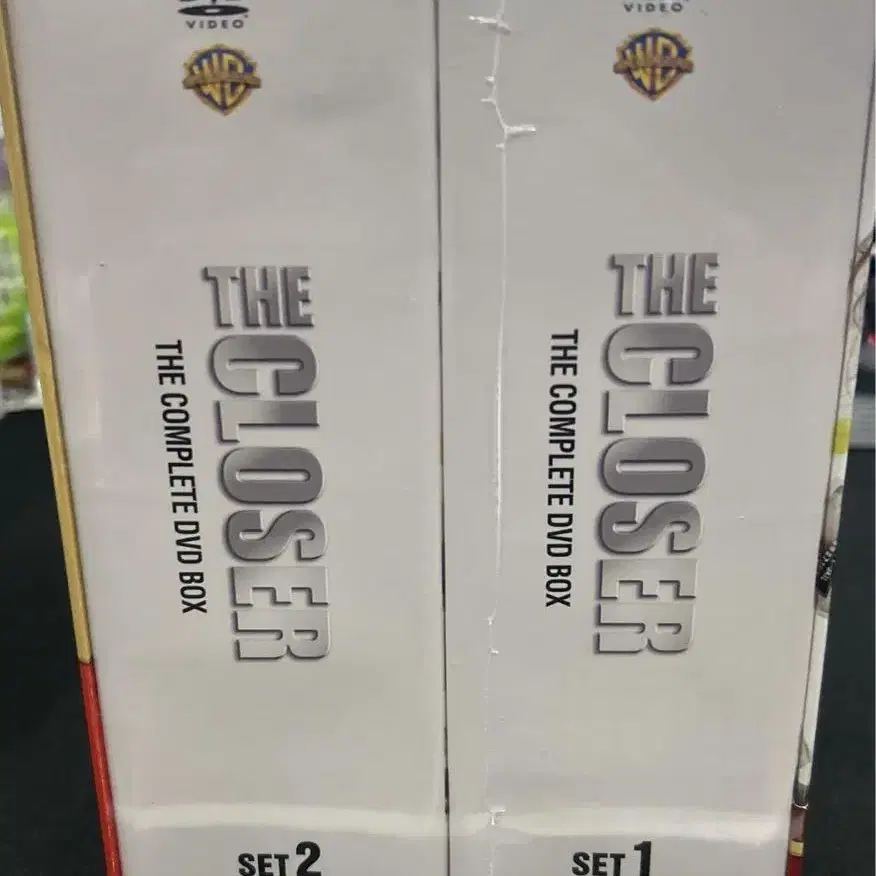 VIDEO
WB
THE CLOSER
THE COMPLETE DVD BOX
SET 2
VIDEO
WB
THE CLOSER
THE COMPLETE DVD BOX
SET 1